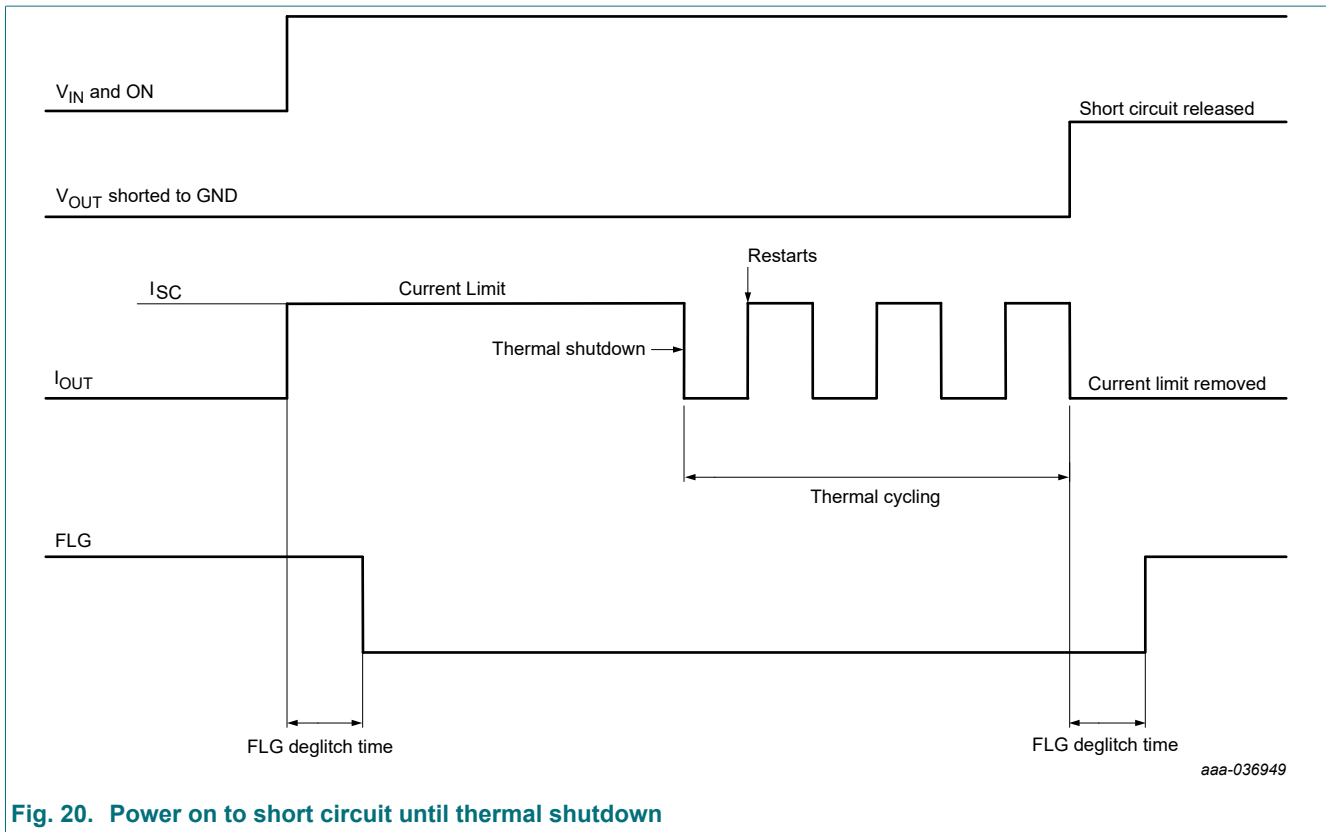 V_IN and ON
Short circuit released
V_OUT shorted to GND
Restarts
I_SC
Current Limit
Thermal shutdown
I_OUT
Current limit removed
Thermal cycling
FLG
FLG deglitch time
FLG deglitch time
aaa-036949
Fig. 20. Power on to short circuit until thermal shutdown